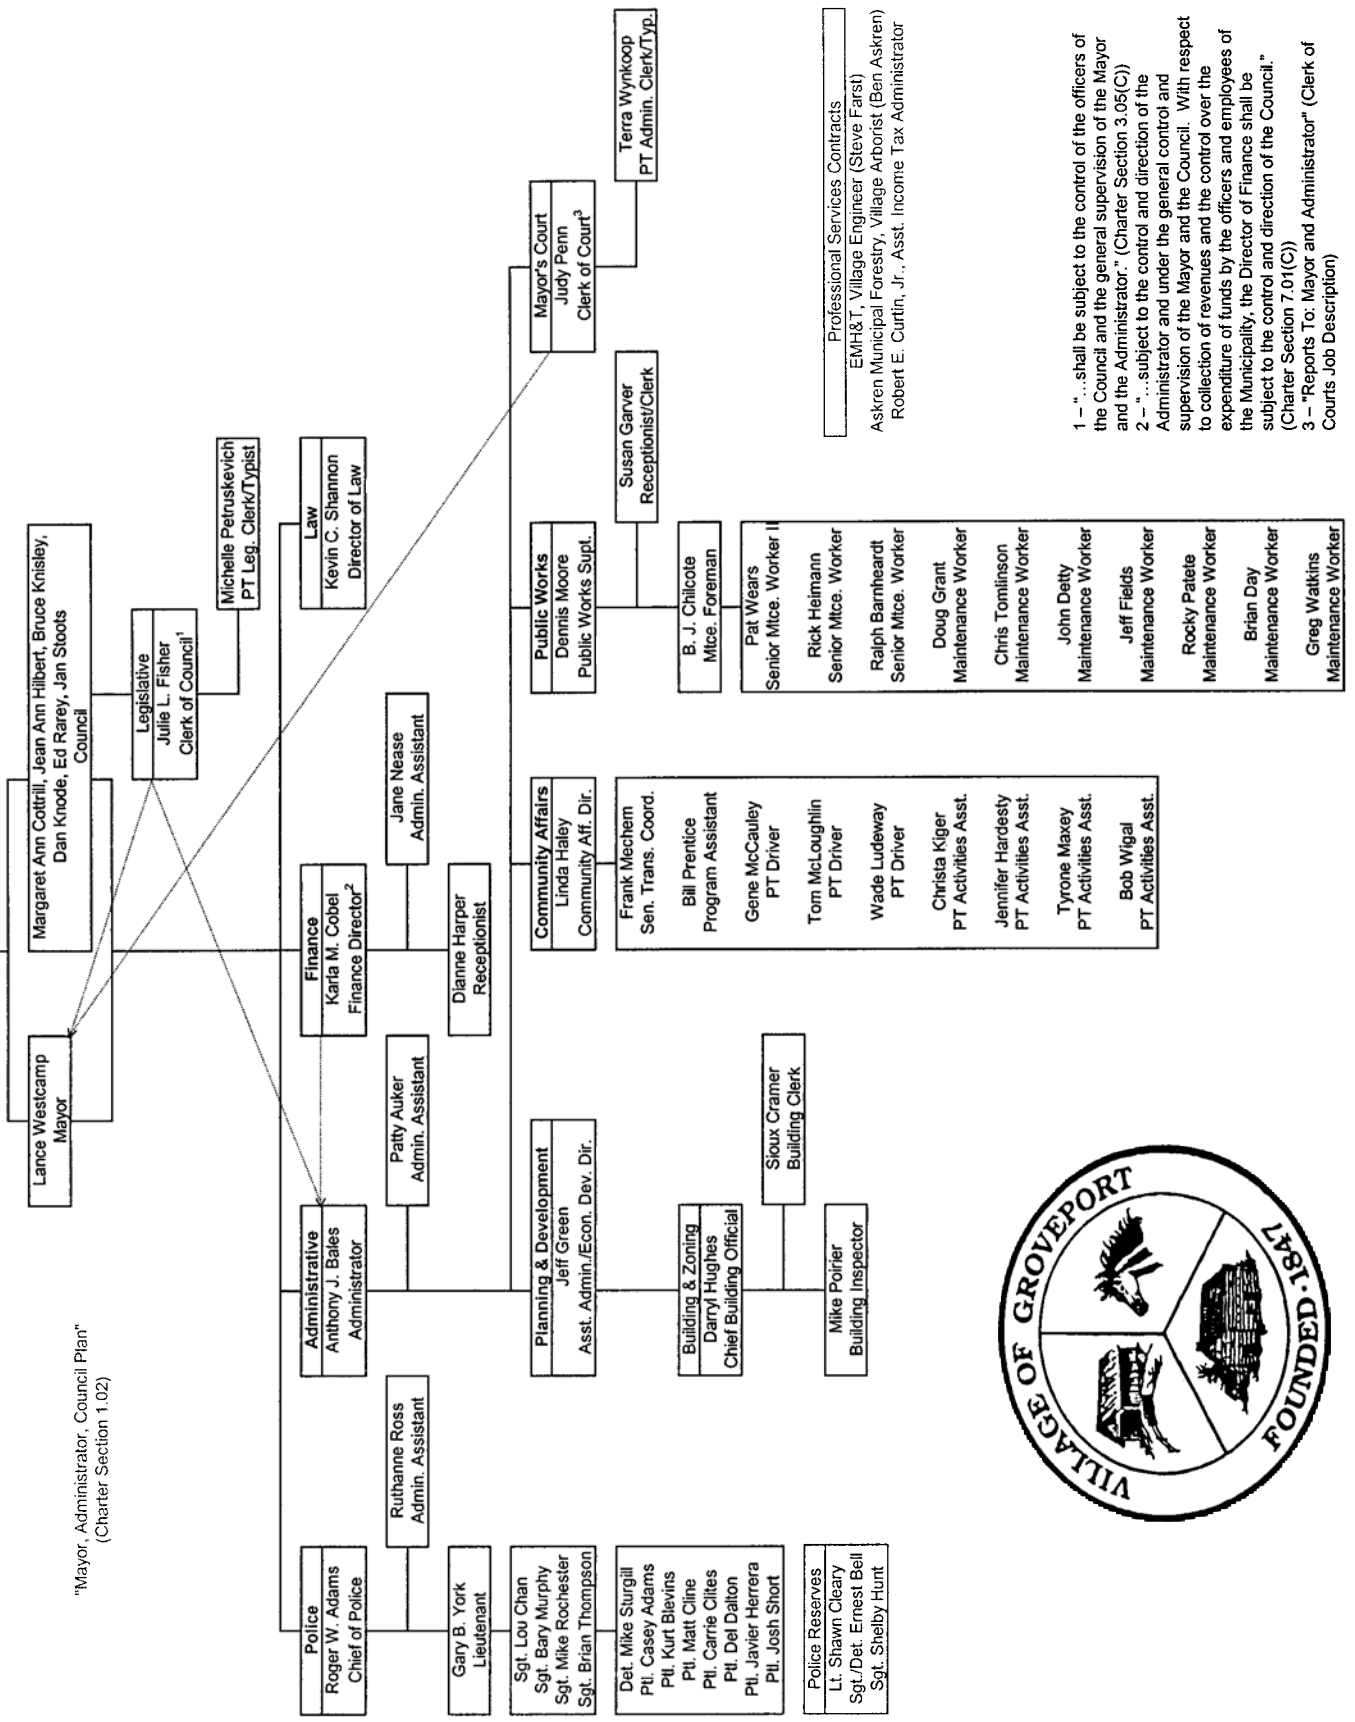 "Mayor, Administrator, Council Plan"
(Charter Section 1.02)
Lance Westcamp
Mayor
Margaret Ann Cottrill, Jean Ann Hilbert, Bruce Knisley,
Dan Knode, Ed Rarey, Jan Stoots
Council
Legislative
Julie L. Fisher
Clerk of Council¹
Michelle Petruskevich
PT Leg. Clerk/Typist
Police
Roger W. Adams
Chief of Police
Ruthanne Ross
Admin. Assistant
Gary B. York
Lieutenant
Sgt. Lou Chan
Sgt. Bary Murphy
Sgt. Mike Rochester
Sgt. Brian Thompson
Det. Mike Sturgill
Ptl. Casey Adams
Ptl. Kurt Blevins
Ptl. Matt Cline
Ptl. Carrie Clites
Ptl. Del Dalton
Ptl. Javier Herrera
Ptl. Josh Short
Police Reserves
Lt. Shawn Cleary
Sgt./Det. Ernest Bell
Sgt. Shelby Hunt
Administrative
Anthony J. Bales
Administrator
Patty Auker
Admin. Assistant
Finance
Karla M. Cobel
Finance Director²
Jane Nease
Admin. Assistant
Dianne Harper
Receptionist
Law
Kevin C. Shannon
Director of Law
Planning & Development
Jeff Green
Asst. Admin./Econ. Dev. Dir.
Building & Zoning
Darryl Hughes
Chief Building Official
Sioux Cramer
Building Clerk
Mike Poirier
Building Inspector
Community Affairs
Linda Haley
Community Aff. Dir.
Frank Mechem
Sen. Trans. Coord.
Bill Prentice
Program Assistant
Gene McCauley
PT Driver
Tom McLoughlin
PT Driver
Wade Ludeway
PT Driver
Christa Kiger
PT Activities Asst.
Jennifer Hardesty
PT Activities Asst.
Tyrone Maxey
PT Activities Asst.
Bob Wigal
PT Activities Asst.
Public Works
Dennis Moore
Public Works Supt.
Susan Garver
Receptionist/Clerk
B. J. Chilcote
Mtce. Foreman
Pat Wears
Senior Mtce. Worker II
Rick Heimann
Senior Mtce. Worker
Ralph Barnheardt
Senior Mtce. Worker
Doug Grant
Maintenance Worker
Chris Tomlinson
Maintenance Worker
John Detty
Maintenance Worker
Jeff Fields
Maintenance Worker
Rocky Patete
Maintenance Worker
Brian Day
Maintenance Worker
Greg Watkins
Maintenance Worker
Mayor's Court
Judy Penn
Clerk of Court³
Terra Wynkoop
PT Admin. Clerk/Typ.
Professional Services Contracts
EMH&T, Village Engineer (Steve Farst)
Askren Municipal Forestry, Village Arborist (Ben Askren)
Robert E. Curtin, Jr., Asst. Income Tax Administrator
VILLAGE OF GROVEPORT
FOUNDED · 1847
1 – "...shall be subject to the control of the officers of
the Council and the general supervision of the Mayor
and the Administrator." (Charter Section 3.05(C))
2 – "...subject to the control and direction of the
Administrator and under the general control and
supervision of the Mayor and the Council. With respect
to collection of revenues and the control over the
expenditure of funds by the officers and employees of
the Municipality, the Director of Finance shall be
subject to the control and direction of the Council."
(Charter Section 7.01(C))
3 – "Reports To: Mayor and Administrator" (Clerk of
Courts Job Description)